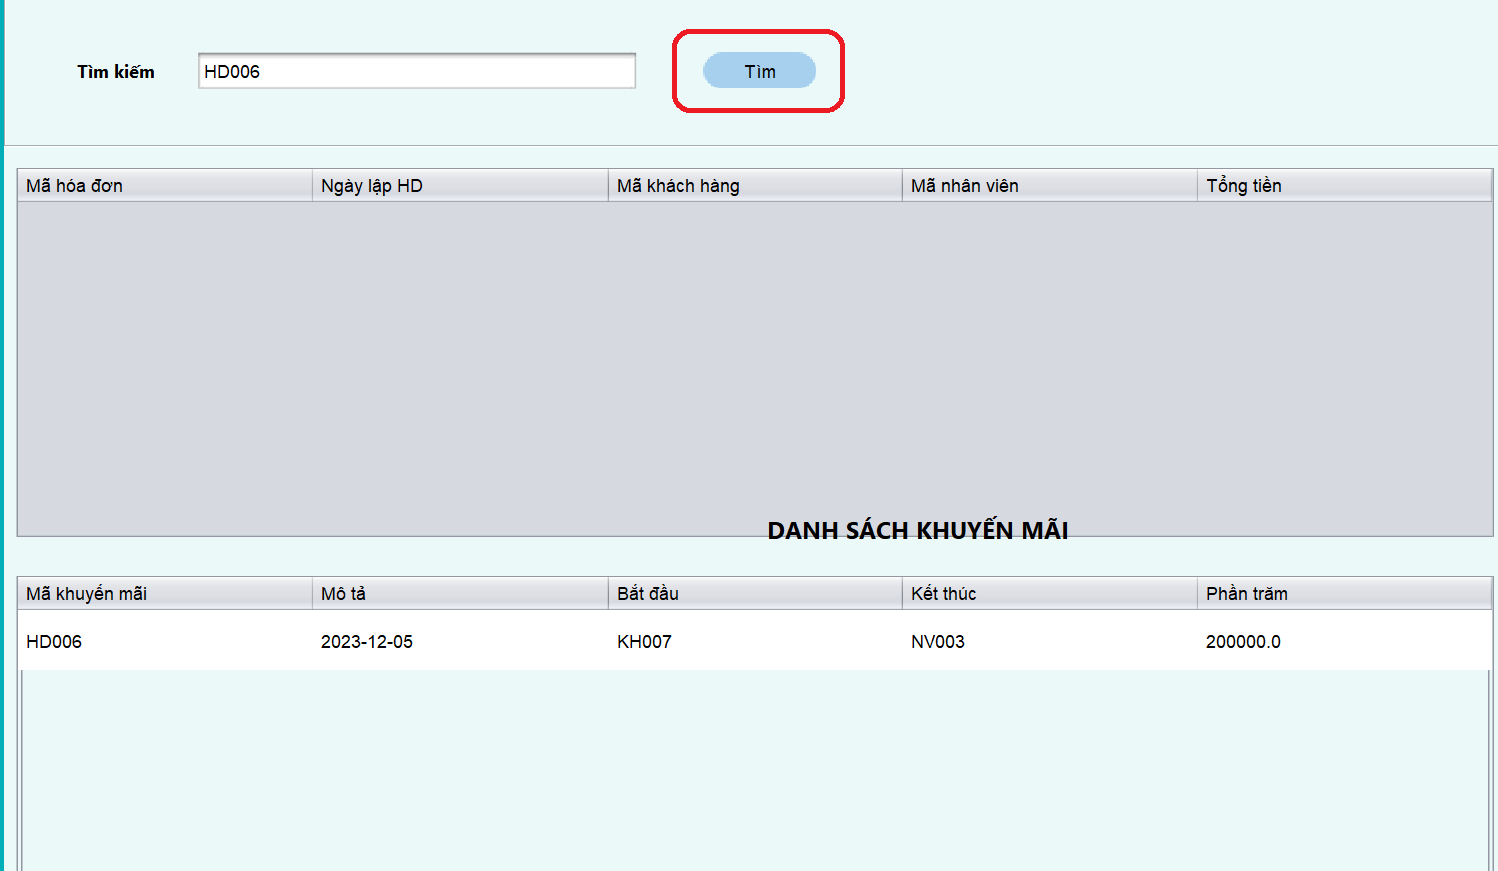 Tìm kiếm HD006 Tìm
Mã hóa đơn Ngày lập HD Mã khách hàng Mã nhân viên Tổng tiền
DANH SÁCH KHUYẾN MÃI
Mã khuyến mãi Mô tả Bắt đầu Kết thúc Phần trăm
HD006 2023-12-05 KH007 NV003 200000.0